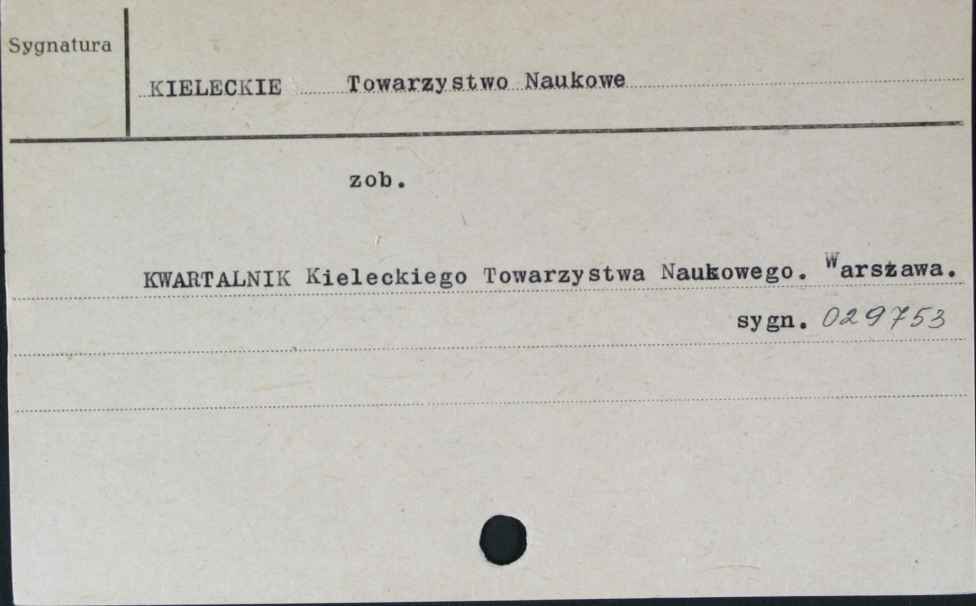 Sygnatura
KIELECKIE Towarzystwo Naukowe
zob.
KWARTALNIK Kieleckiego Towarzystwa Naukowego. Warszawa.
sygn. 029753